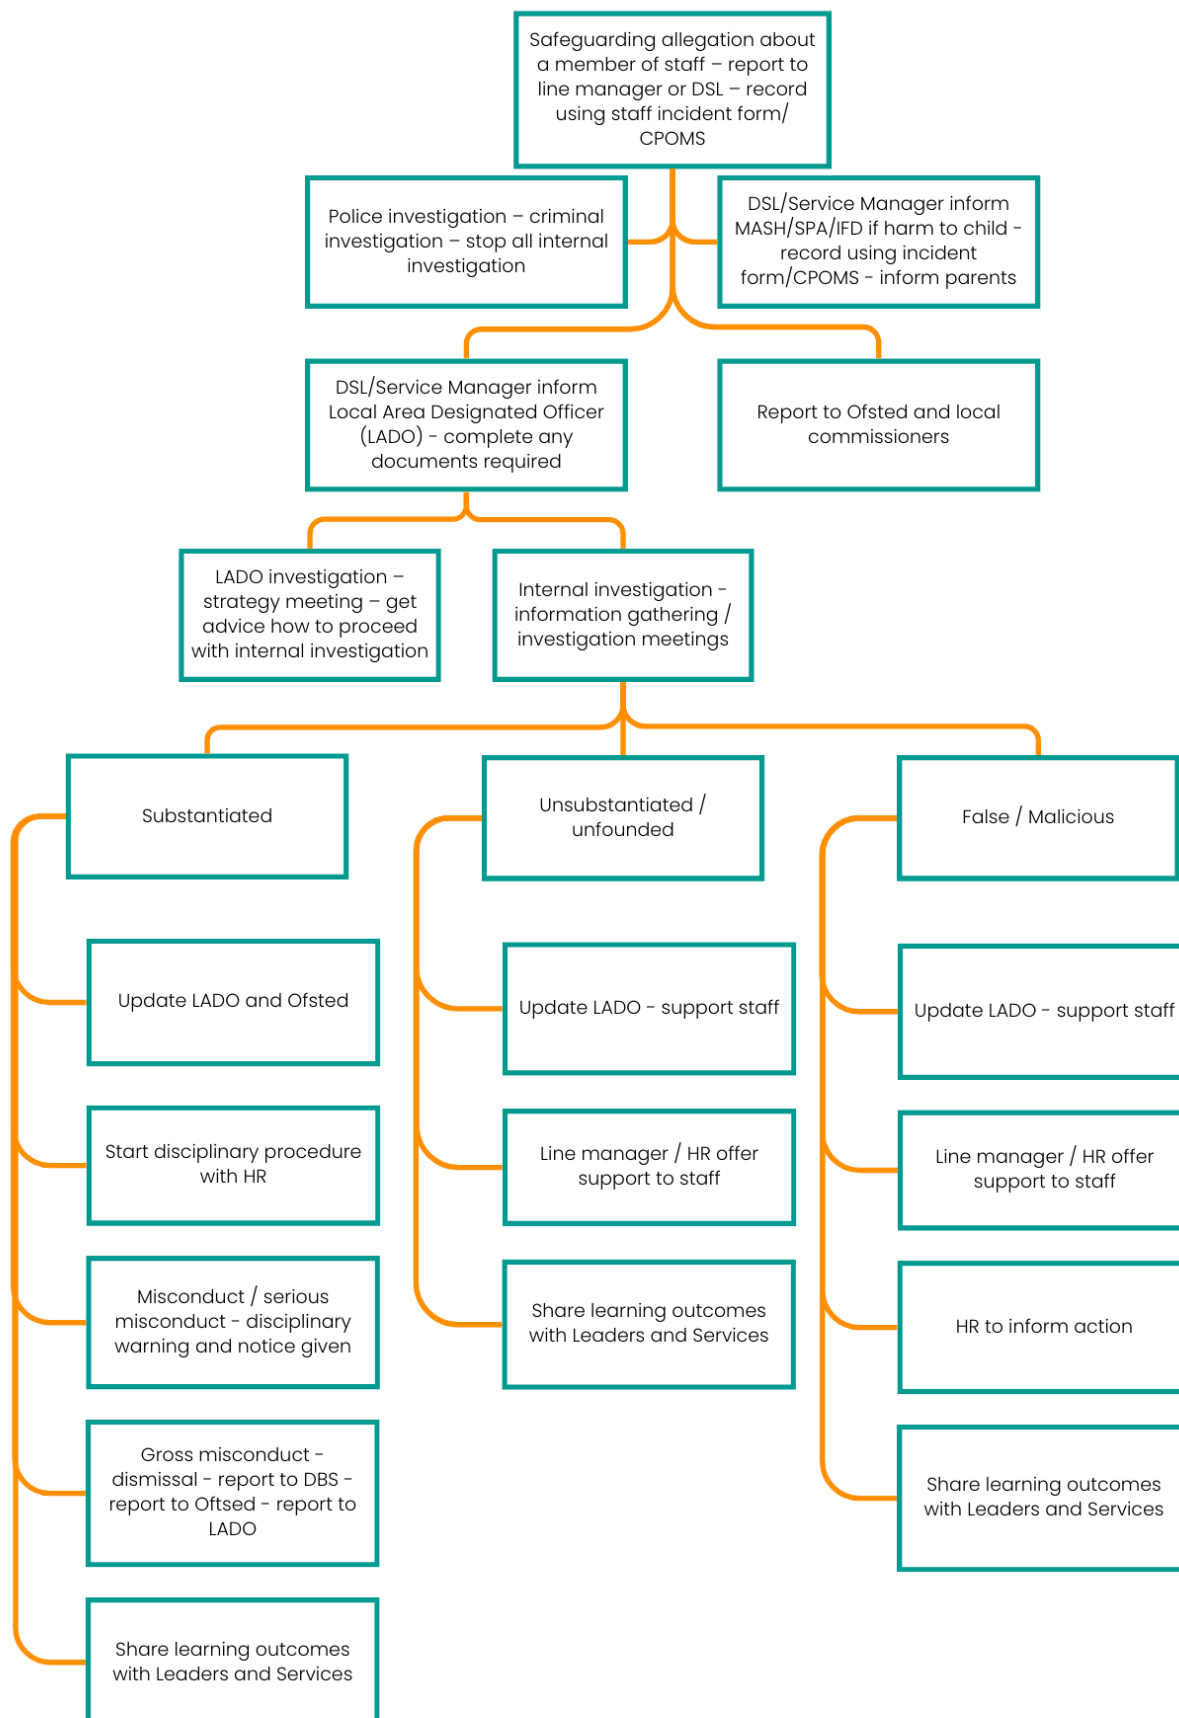 Safeguarding allegation about
a member of staff – report to
line manager or DSL – record
using staff incident form/
CPOMS
Police investigation – criminal
investigation – stop all internal
investigation
DSL/Service Manager inform
MASH/SPA/IFD if harm to child -
record using incident
form/CPOMS - inform parents
DSL/Service Manager inform
Local Area Designated Officer
(LADO) - complete any
documents required
Report to Ofsted and local
commissioners
LADO investigation –
strategy meeting – get
advice how to proceed
with internal investigation
Internal investigation -
information gathering /
investigation meetings
Substantiated
Unsubstantiated /
unfounded
False / Malicious
Update LADO and Ofsted
Start disciplinary procedure
with HR
Misconduct / serious
misconduct - disciplinary
warning and notice given
Gross misconduct -
dismissal - report to DBS -
report to Oftsed - report to
LADO
Share learning outcomes
with Leaders and Services
Update LADO - support staff
Line manager / HR offer
support to staff
Share learning outcomes
with Leaders and Services
Update LADO - support staff
Line manager / HR offer
support to staff
HR to inform action
Share learning outcomes
with Leaders and Services